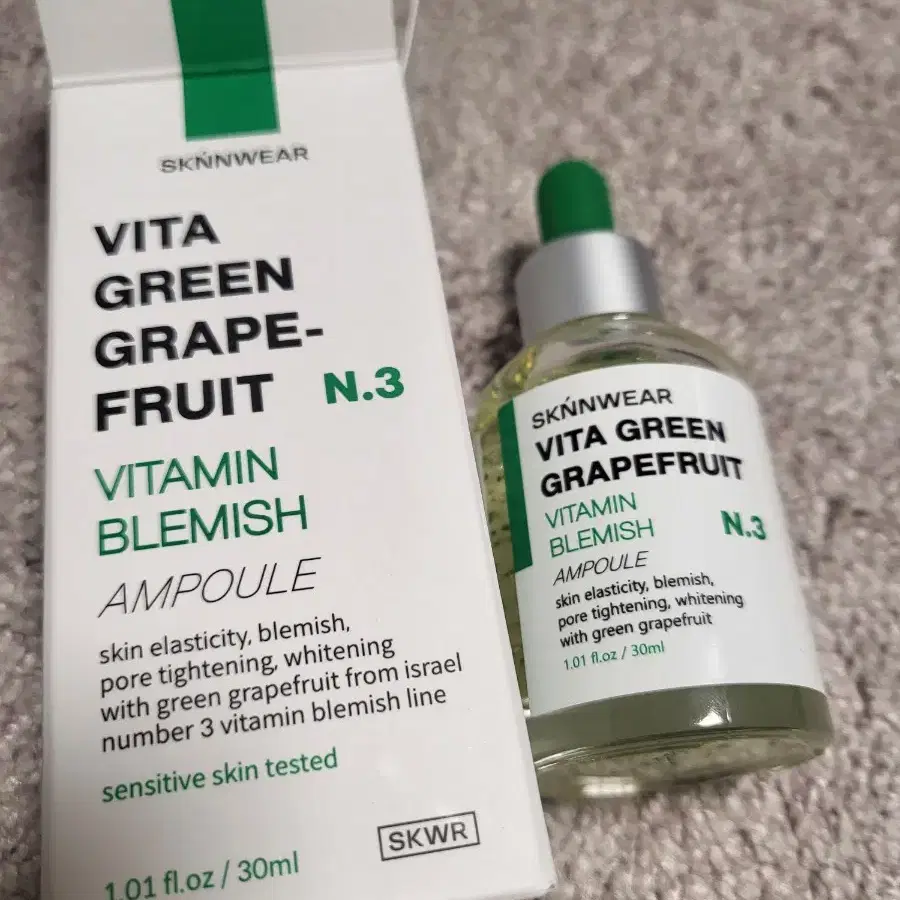 SKŃNWEAR
VITA
GREEN
GRAPE-
FRUIT N.3
VITAMIN
BLEMISH
AMPOULE
skin elasticity, blemish,
pore tightening, whitening
with green grapefruit from israel
number 3 vitamin blemish line
sensitive skin tested
SKWR
1.01 fl.oz / 30ml
SKŃNWEAR
VITA GREEN
GRAPEFRUIT
VITAMIN
BLEMISH N.3
AMPOULE
skin elasticity, blemish,
pore tightening, whitening
with green grapefruit
1.01 fl.oz / 30ml